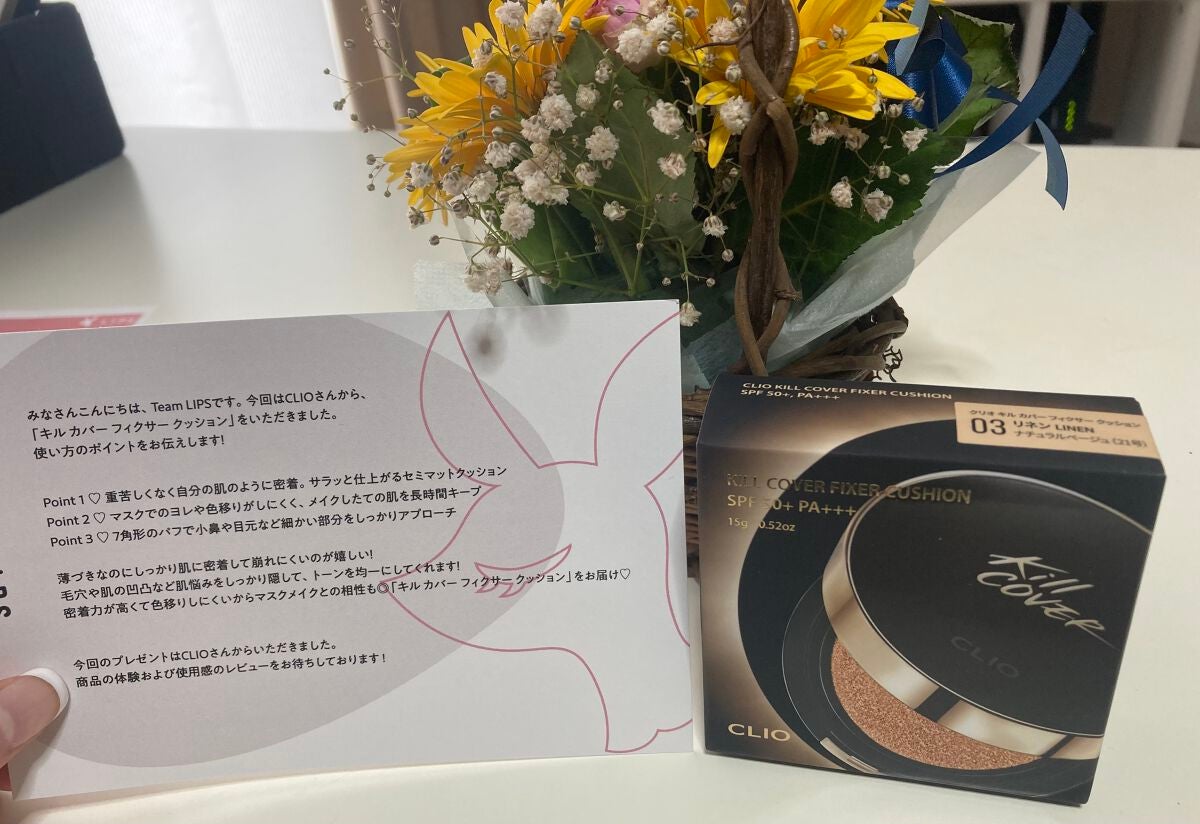 みなさんこんにちは、Team LIPSです。今回はCLIOさんから、
「キル カバー フィクサー クッション」をいただきました。
使い方のポイントをお伝えします!
Point 1 ♡ 重苦しくなく自分の肌のように密着。サラッと仕上がるセミマットクッション
Point 2 ♡ マスクでのヨレや色移りがしにくく、メイクしたての肌を長時間キープ
Point 3 ♡ 7角形のパフで小鼻や目元など細かい部分をしっかりアプローチ
薄づきなのにしっかり肌に密着して崩れにくいのが嬉しい!
毛穴や肌の凹凸など肌悩みをしっかり隠して、トーンを均一にしてくれます!
密着力が高くて色移りしにくいからマスクメイクとの相性も◎「キル カバー フィクサー クッション」をお届け♡
今回のプレゼントはCLIOさんからいただきました。
商品の体験および使用感のレビューをお待ちしております!
CLIO KILL COVER FIXER CUSHION
SPF 50+, PA+++
クリオ キル カバー フィクサー クッション
03 リネン LINEN
ナチュラルベージュ(21号)
KILL COVER FIXER CUSHION
SPF 50+ PA+++
15g 0.52oz
Kill
COVER
CLIO
CLIO